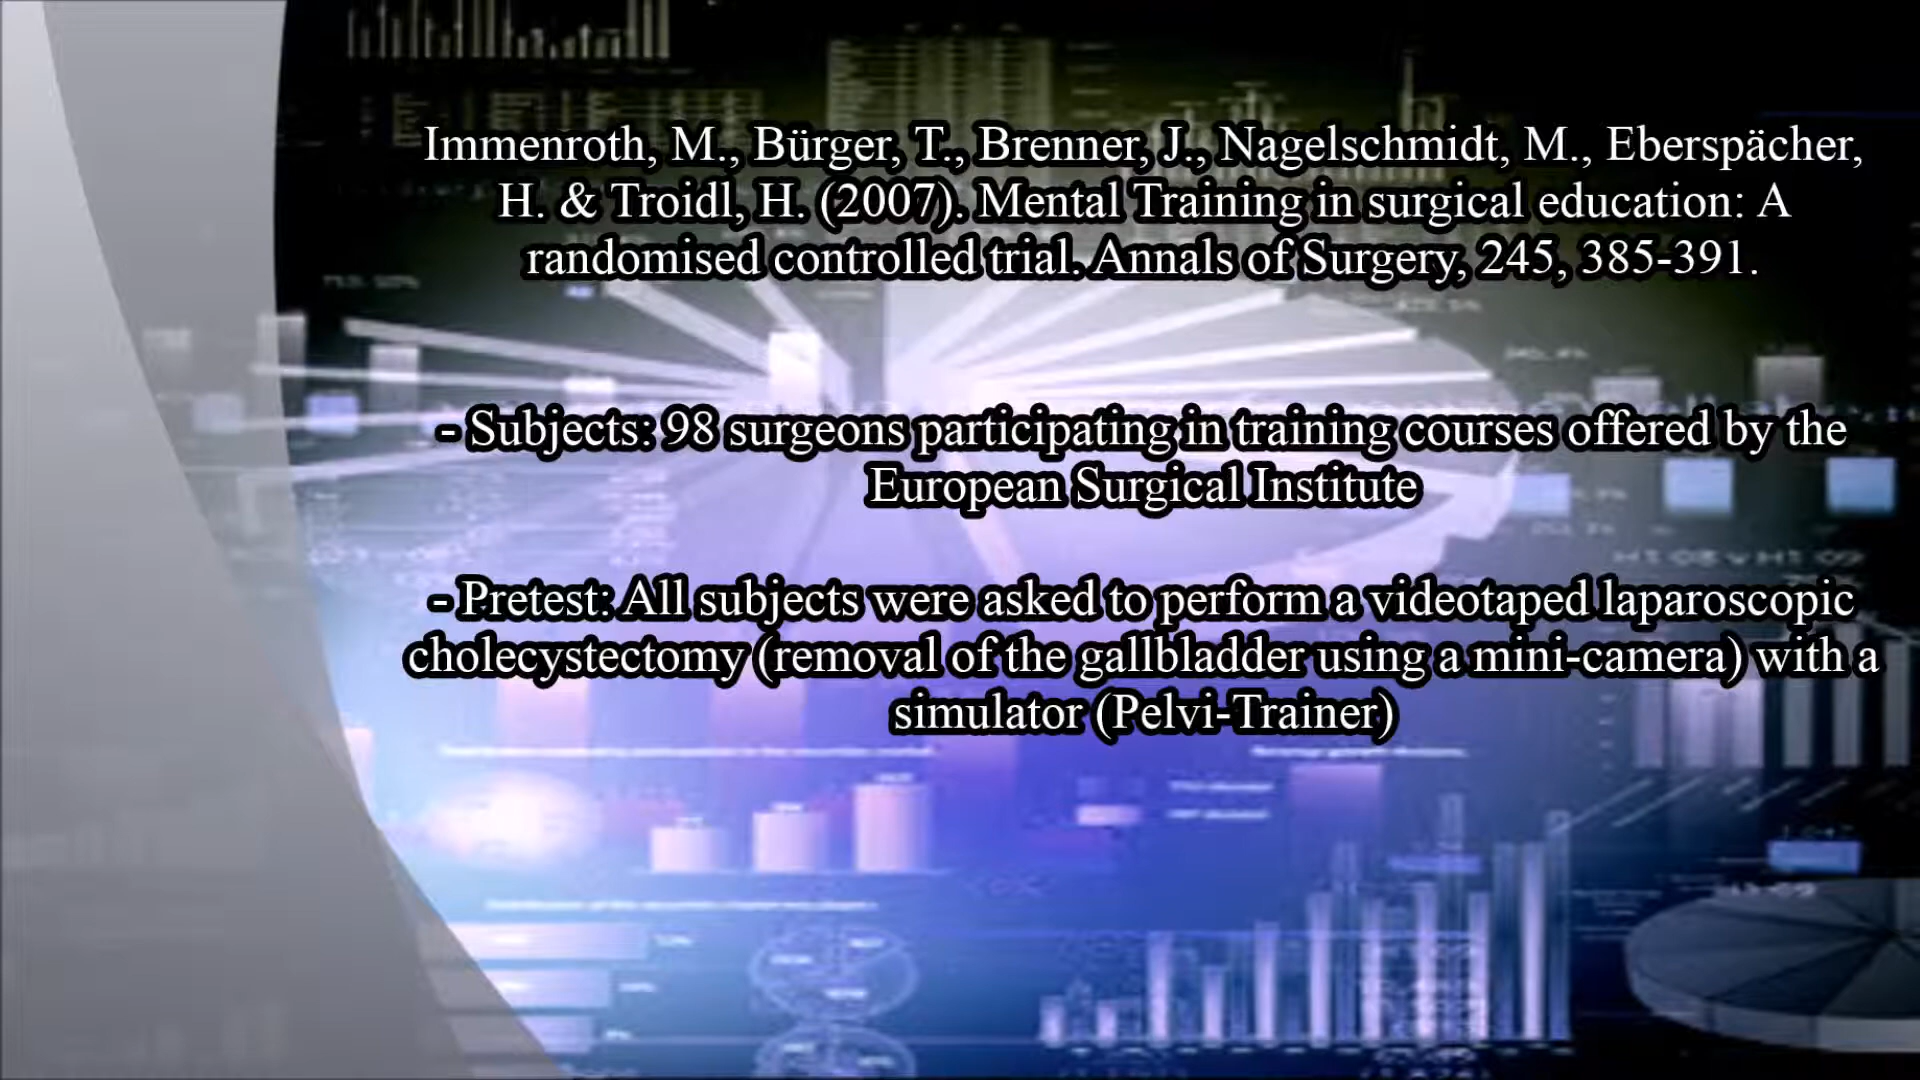 Immenroth, M., Bürger, T., Brenner, J., Nagelschmidt, M., Eberspächer,
H. & Troidl, H. (2007). Mental Training in surgical education: A
randomised controlled trial. Annals of Surgery, 245, 385-391.
- Subjects: 98 surgeons participating in training courses offered by the
European Surgical Institute
- Pretest: All subjects were asked to perform a videotaped laparoscopic
cholecystectomy (removal of the gallbladder using a mini-camera) with a
simulator (Pelvi-Trainer)